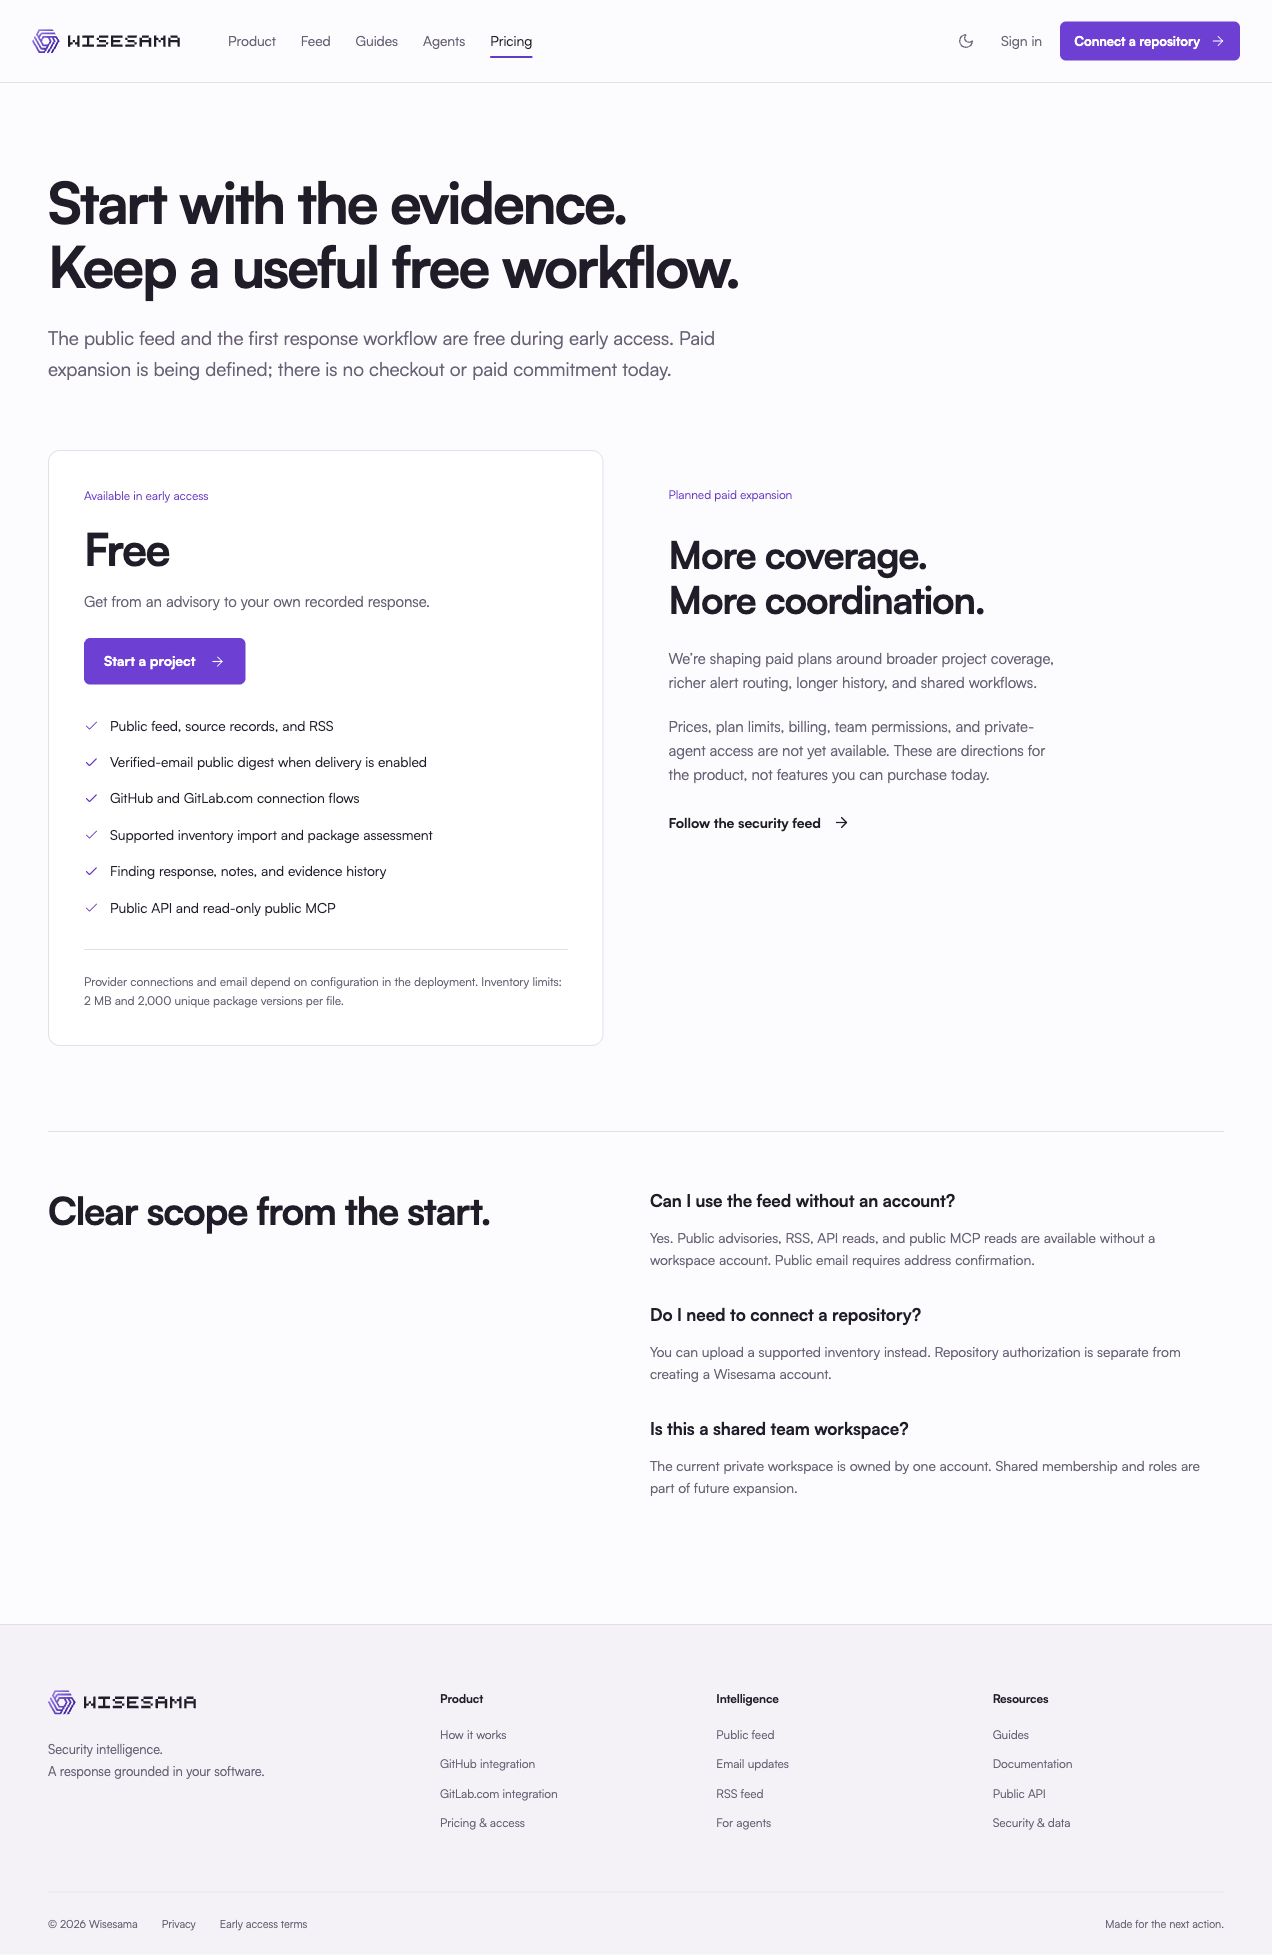 WISESAMA
Product
Feed
Guides
Agents
Pricing
Sign in
Connect a repository
Start with the evidence.
Keep a useful free workflow.
The public feed and the first response workflow are free during early access. Paid
expansion is being defined; there is no checkout or paid commitment today.
Available in early access
Free
Get from an advisory to your own recorded response.
Start a project
Public feed, source records, and RSS
Verified-email public digest when delivery is enabled
GitHub and GitLab.com connection flows
Supported inventory import and package assessment
Finding response, notes, and evidence history
Public API and read-only public MCP
Provider connections and email depend on configuration in the deployment. Inventory limits:
2 MB and 2,000 unique package versions per file.
Planned paid expansion
More coverage.
More coordination.
We're shaping paid plans around broader project coverage,
richer alert routing, longer history, and shared workflows.
Prices, plan limits, billing, team permissions, and private-
agent access are not yet available. These are directions for
the product, not features you can purchase today.
Follow the security feed
Clear scope from the start.
Can I use the feed without an account?
Yes. Public advisories, RSS, API reads, and public MCP reads are available without a
workspace account. Public email requires address confirmation.
Do I need to connect a repository?
You can upload a supported inventory instead. Repository authorization is separate from
creating a Wisesama account.
Is this a shared team workspace?
The current private workspace is owned by one account. Shared membership and roles are
part of future expansion.
WISESAMA
Security intelligence.
A response grounded in your software.
Product
How it works
GitHub integration
GitLab.com integration
Pricing & access
Intelligence
Public feed
Email updates
RSS feed
For agents
Resources
Guides
Documentation
Public API
Security & data
© 2026 Wisesama
Privacy
Early access terms
Made for the next action.